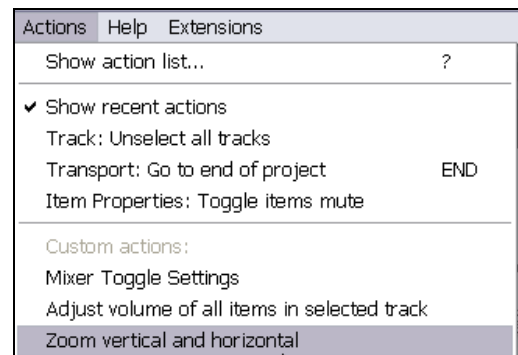 Actions Help Extensions
Show action list... ?
Show recent actions
Track: Unselect all tracks
Transport: Go to end of project END
Item Properties: Toggle items mute
Custom actions:
Mixer Toggle Settings
Adjust volume of all items in selected track
Zoom vertical and horizontal